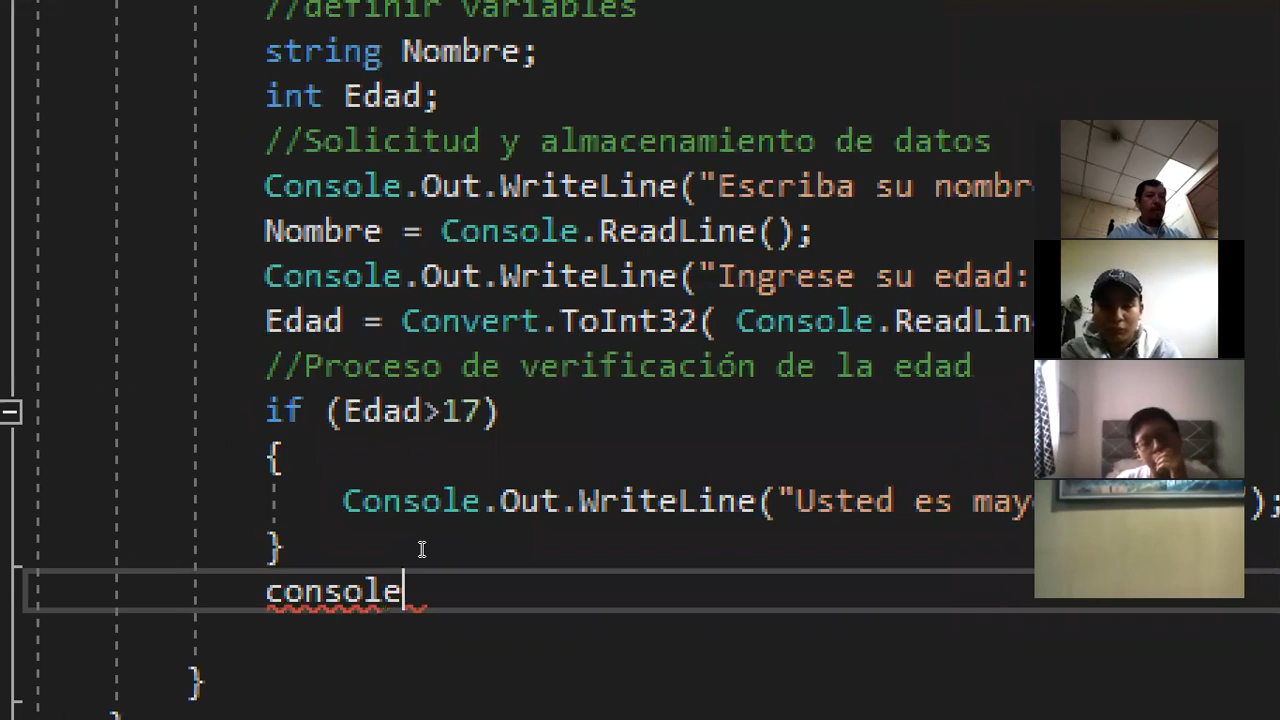 //definir variables
string Nombre;
int Edad;
//Solicitud y almacenamiento de datos
Console.Out.WriteLine("Escriba su nombr
Nombre = Console.ReadLine();
Console.Out.WriteLine("Ingrese su edad:
Edad = Convert.ToInt32( Console.ReadLin
//Proceso de verificación de la edad
if (Edad>17)
{
Console.Out.WriteLine("Usted es may ");
}
console
}